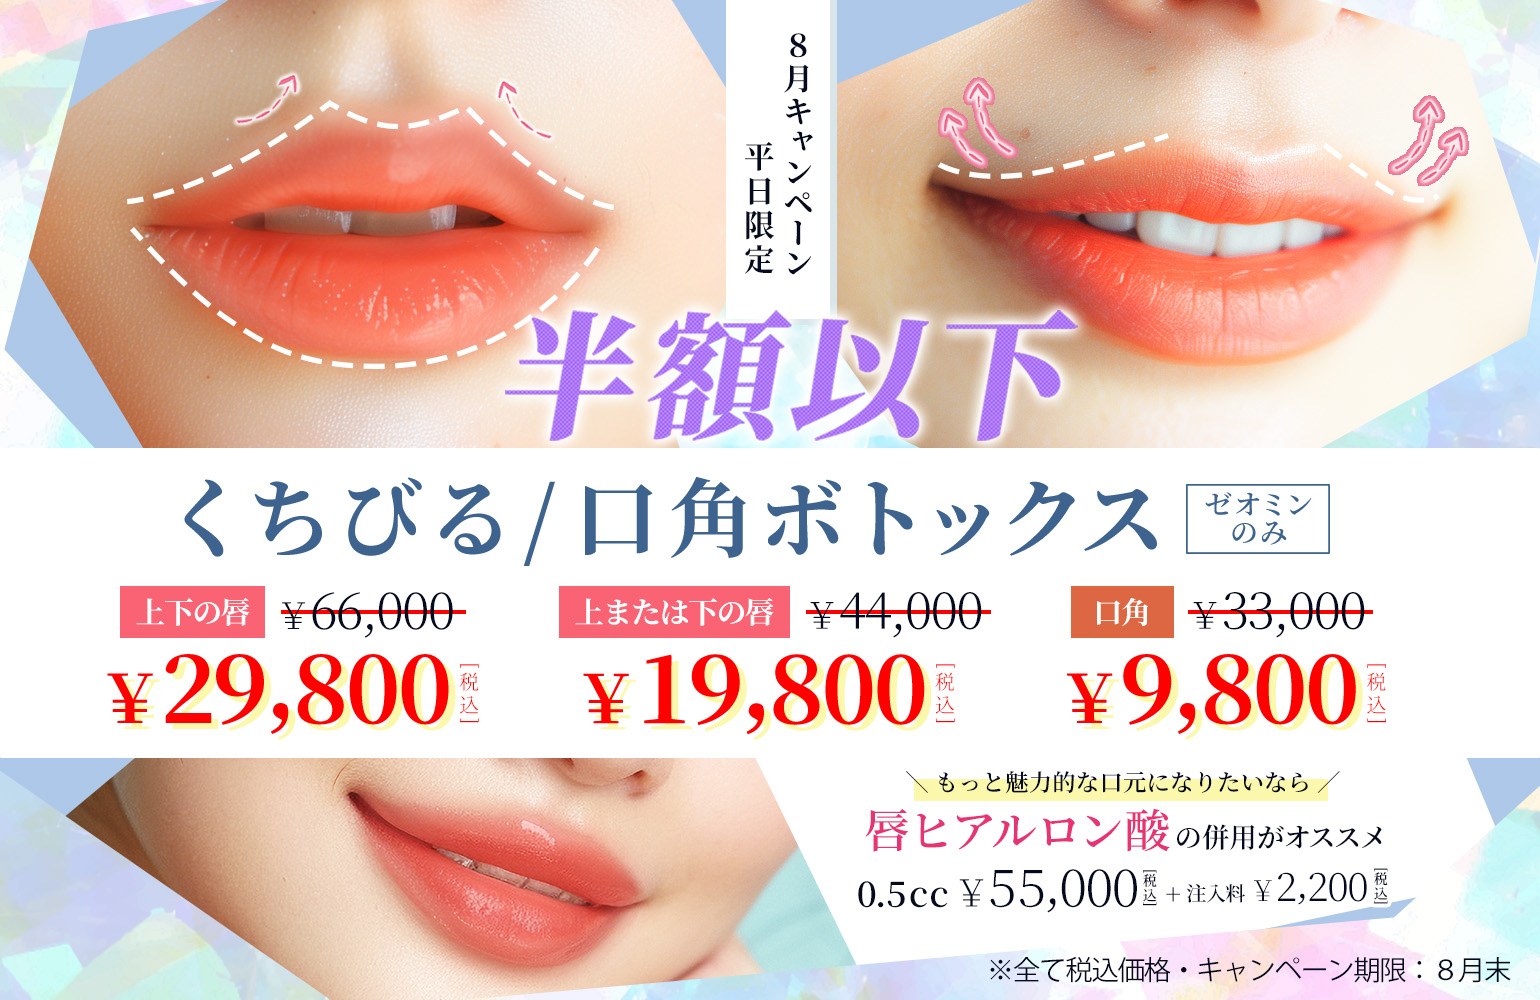 8月キャンペーン
平日限定
半額以下
くちびる/口角ボトックス
ゼオミン
のみ
上下の唇 ¥66,000
¥29,800[税込]
上または下の唇 ¥44,000
¥19,800[税込]
口角 ¥33,000
¥9,800[税込]
＼ もっと魅力的な口元になりたいなら ／
唇ヒアルロン酸の併用がオススメ
0.5cc ¥55,000[税込] + 注入料 ¥2,200[税込]
※全て税込価格・キャンペーン期限：８月末